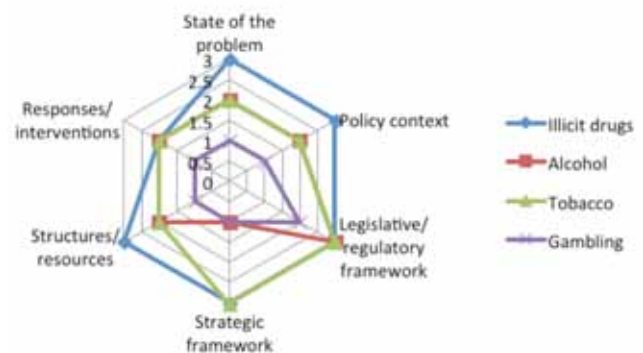 State of the
problem
3
2.5
2
1.5
1
0.5
0
Responses/
interventions
Policy context
Structures/
resources
Legislative/
regulatory
framework
Strategic
framework
Illicit drugs
Alcohol
Tobacco
Gambling